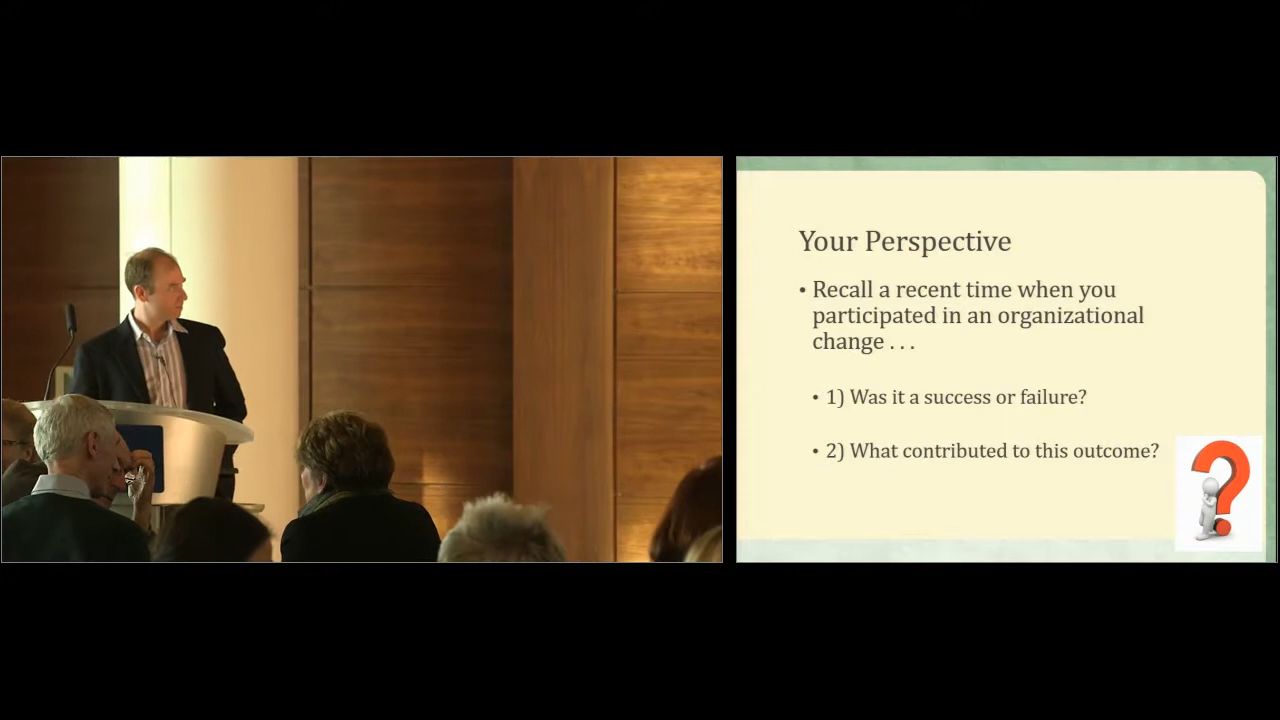 Your Perspective
• Recall a recent time when you
participated in an organizational
change . . .
• 1) Was it a success or failure?
• 2) What contributed to this outcome?